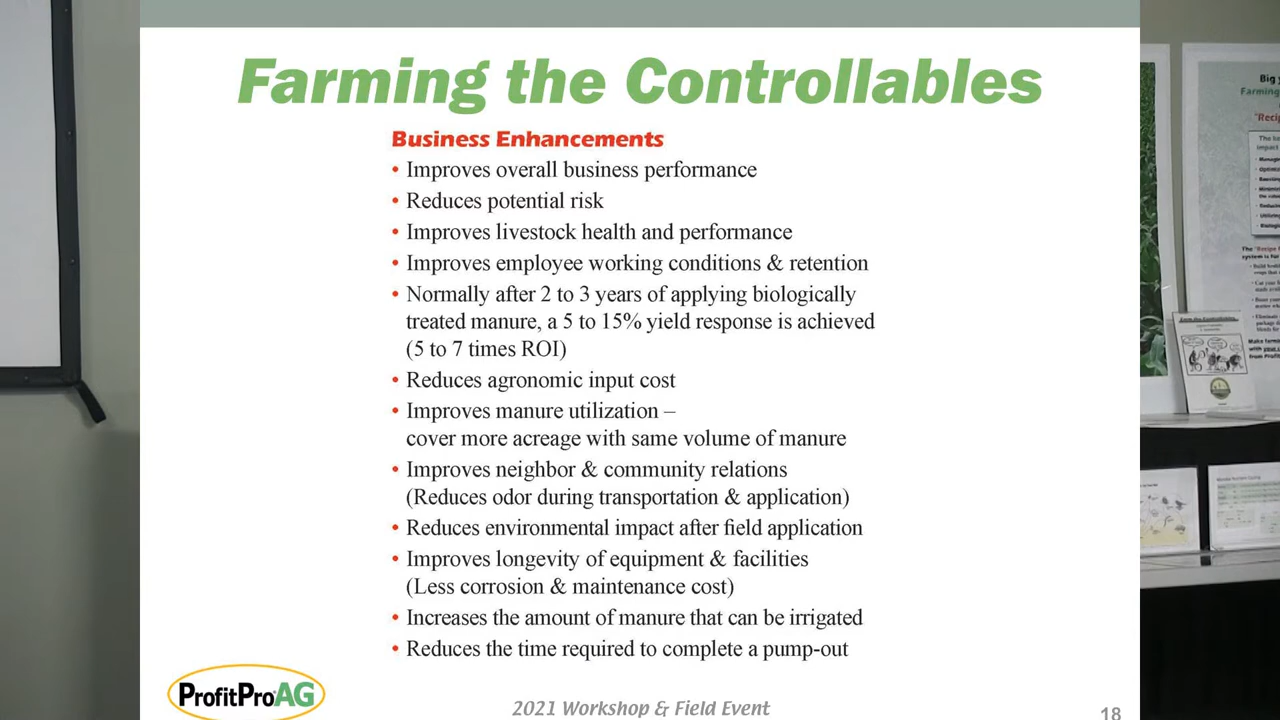 Farming the Controllables
Business Enhancements
• Improves overall business performance
• Reduces potential risk
• Improves livestock health and performance
• Improves employee working conditions & retention
• Normally after 2 to 3 years of applying biologically
treated manure, a 5 to 15% yield response is achieved
(5 to 7 times ROI)
• Reduces agronomic input cost
• Improves manure utilization –
cover more acreage with same volume of manure
• Improves neighbor & community relations
(Reduces odor during transportation & application)
• Reduces environmental impact after field application
• Improves longevity of equipment & facilities
(Less corrosion & maintenance cost)
• Increases the amount of manure that can be irrigated
• Reduces the time required to complete a pump-out
ProfitProAG
2021 Workshop & Field Event
18
Big
Farming